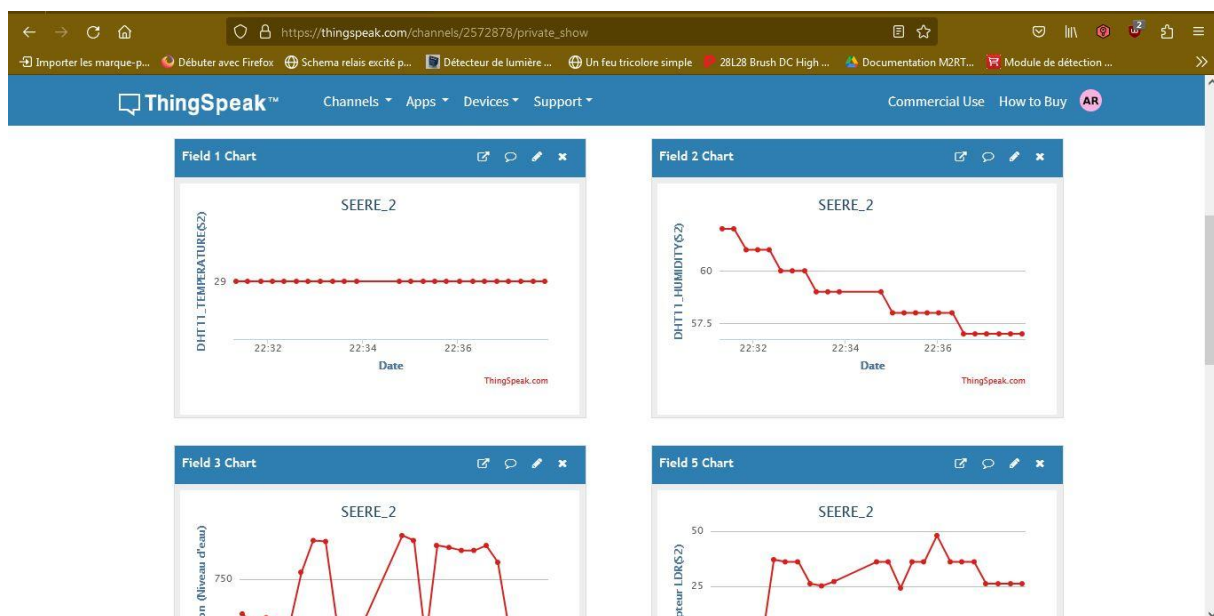 https://thingspeak.com/channels/2572878/private_show
2
Importer les marque-p... Débuter avec Firefox Schema relais excité p... Détecteur de lumière ... Un feu tricolore simple 28L28 Brush DC High ... Documentation M2RT... Module de détection ...
ThingSpeak™ Channels Apps Devices Support Commercial Use How to Buy AR
Field 1 Chart
SEERE_2
DHT11_TEMPERATURE(S2)
29
22:32 22:34 22:36
Date
ThingSpeak.com
Field 2 Chart
SEERE_2
DHT11_HUMIDITY(S2)
60
57.5
22:32 22:34 22:36
Date
ThingSpeak.com
Field 3 Chart
SEERE_2
(Niveau d'eau)
750
Field 5 Chart
SEERE_2
LDR(S2)
50
25